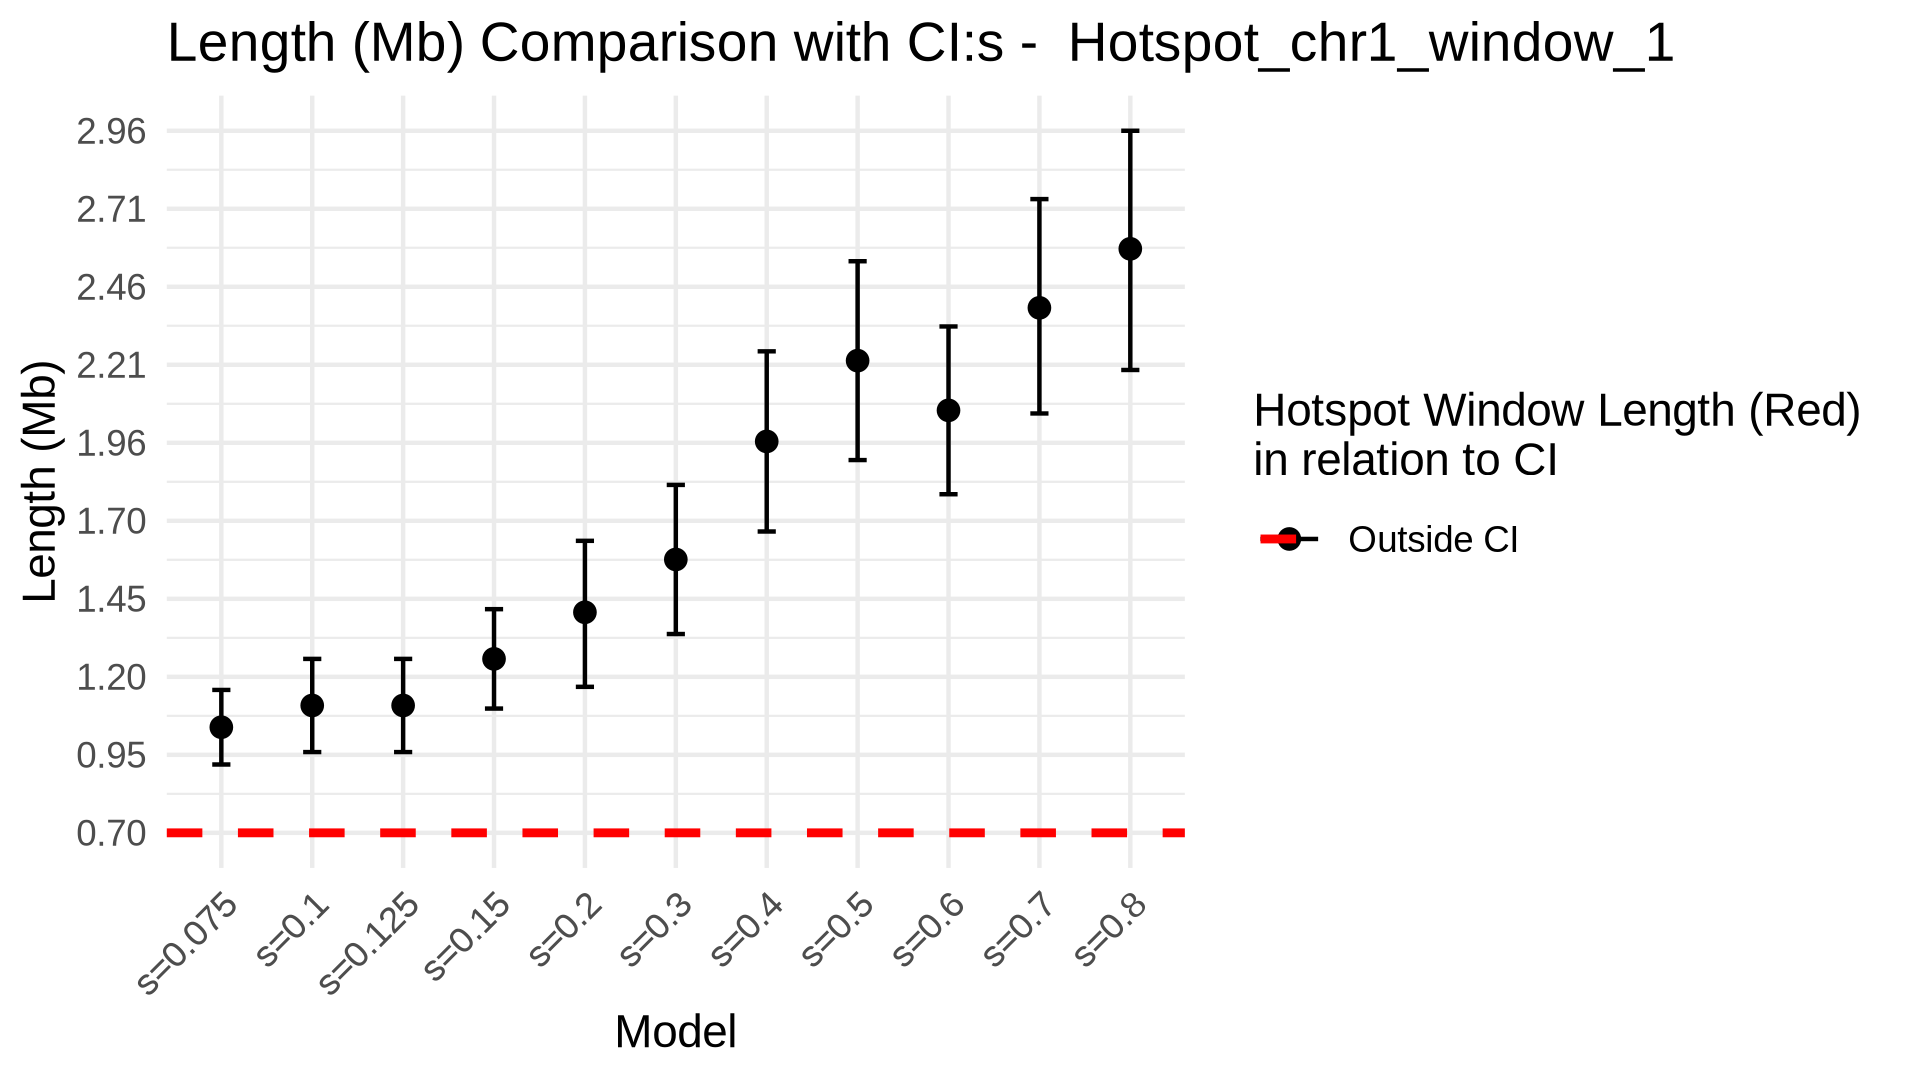 Length (Mb) Comparison with CI:s -  Hotspot_chr1_window_1
2.96
2.71
2.46
2.21
1.96
1.70
1.45
1.20
0.95
0.70
Length (Mb)
s=0.075
s=0.1
s=0.125
s=0.15
s=0.2
s=0.3
s=0.4
s=0.5
s=0.6
s=0.7
s=0.8
Model
Hotspot Window Length (Red)
in relation to CI
Outside CI